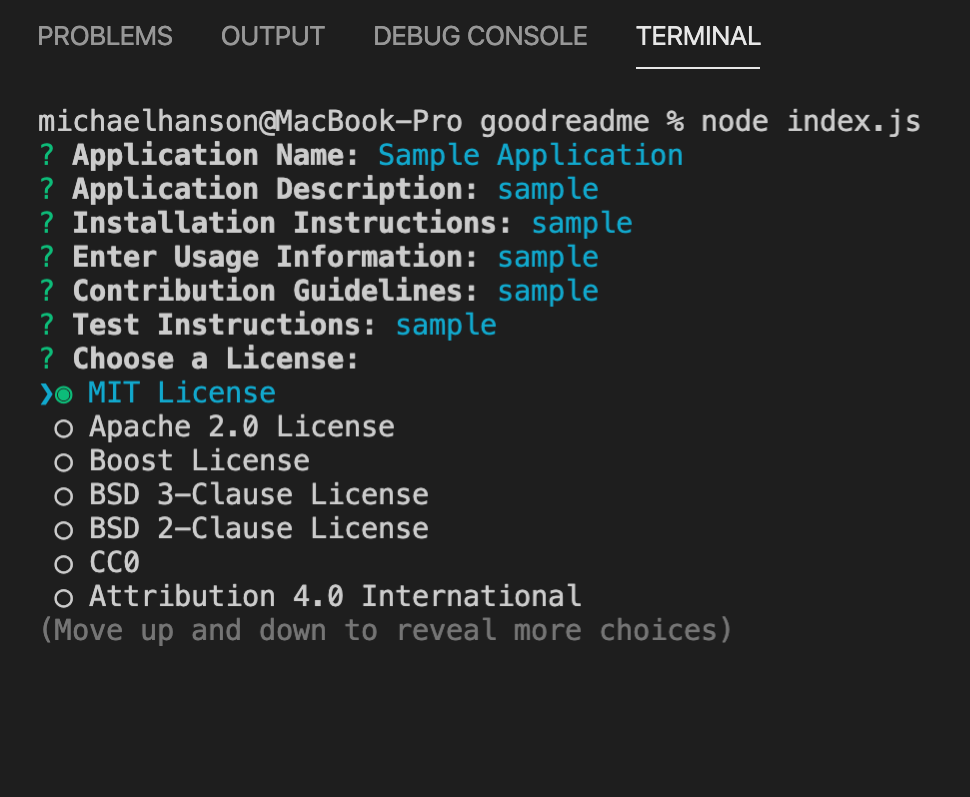 PROBLEMS OUTPUT DEBUG CONSOLE TERMINAL
michaelhanson@MacBook-Pro goodreadme % node index.js
? Application Name: Sample Application
? Application Description: sample
? Installation Instructions: sample
? Enter Usage Information: sample
? Contribution Guidelines: sample
? Test Instructions: sample
? Choose a License:
❯◉ MIT License
◯ Apache 2.0 License
◯ Boost License
◯ BSD 3-Clause License
◯ BSD 2-Clause License
◯ CC0
◯ Attribution 4.0 International
(Move up and down to reveal more choices)